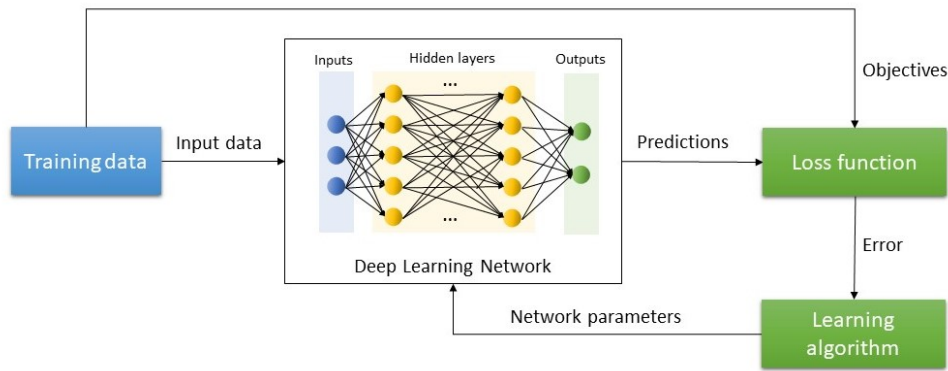 Objectives
Inputs
Hidden layers
Outputs
...
Training data
Input data
Predictions
Loss function
...
Deep Learning Network
Error
Network parameters
Learning
algorithm